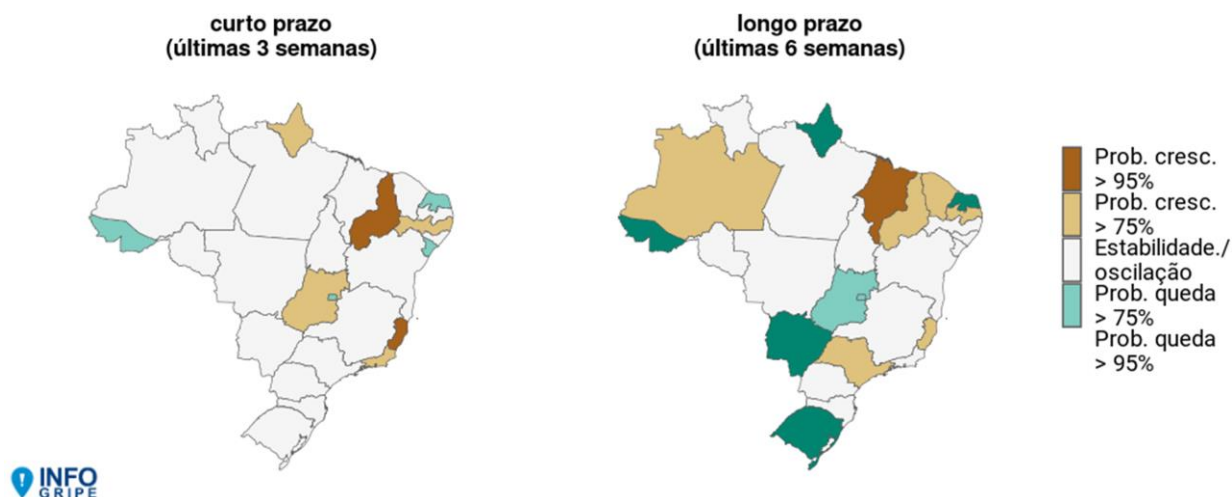 curto prazo
(últimas 3 semanas)
longo prazo
(últimas 6 semanas)
Prob. cresc.
> 95%
Prob. cresc.
> 75%
Estabilidade./
oscilação
Prob. queda
> 75%
Prob. queda
> 95%
INFO
GRIPE